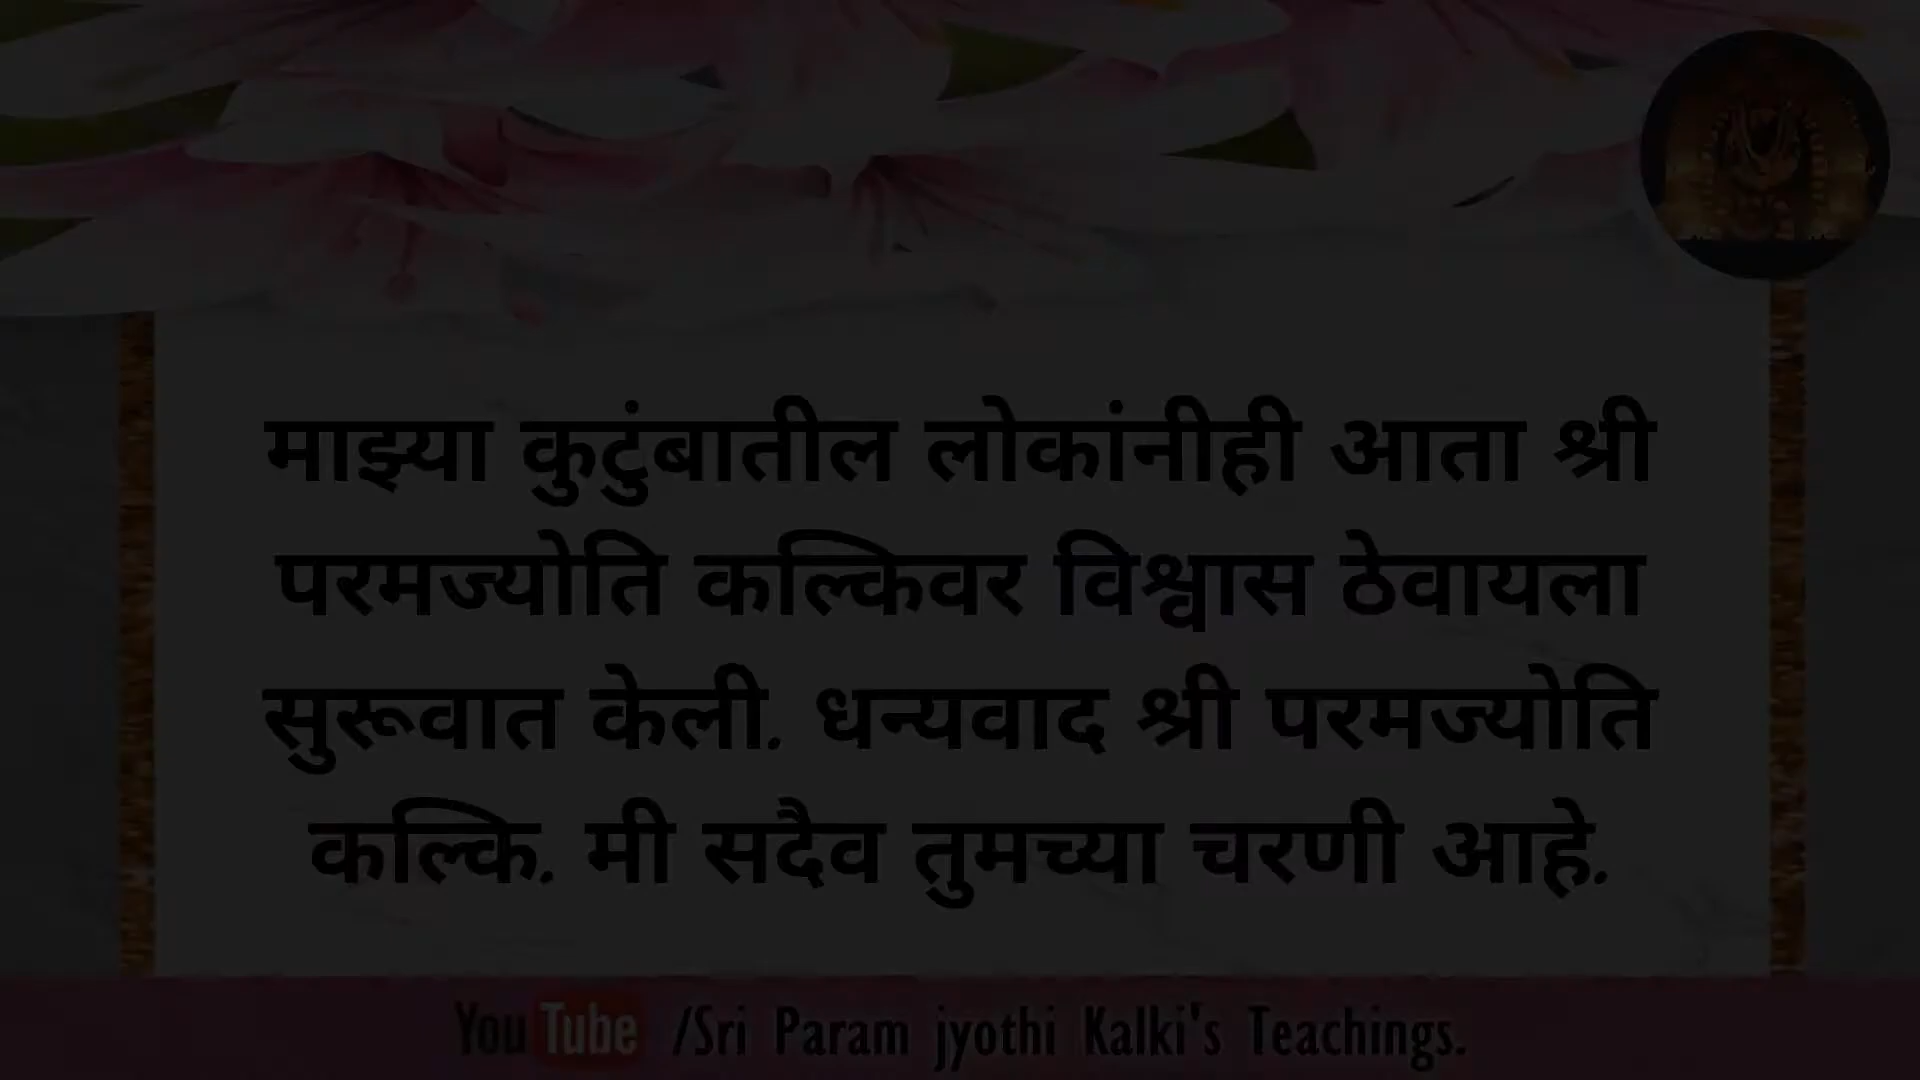 माझ्या कुटुंबातील लोकांनीही आता श्री
परमज्योति कल्किवर विश्वास ठेवायला
सुरूवात केली. धन्यवाद श्री परमज्योति
कल्कि. मी सदैव तुमच्या चरणी आहे.
YouTube /Sri Param jyothi Kalki's Teachings.